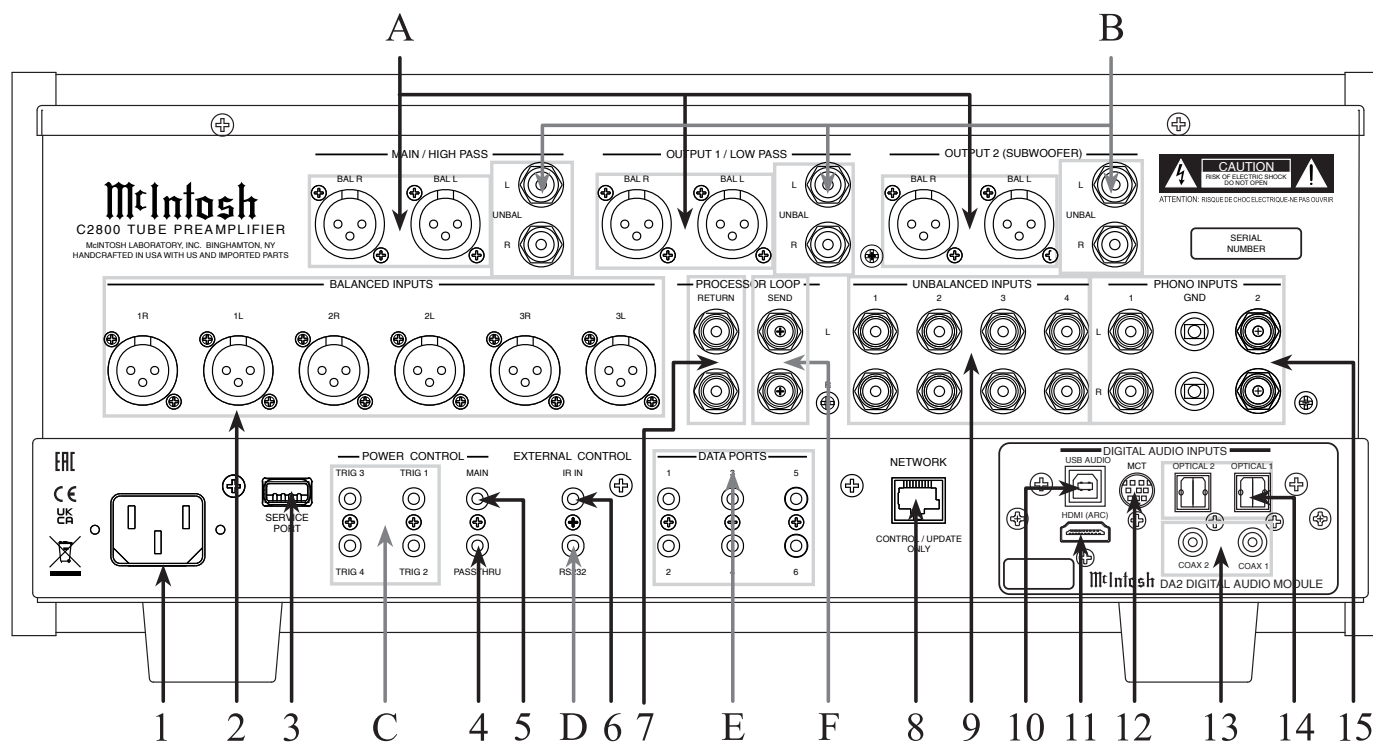 A B
MAIN / HIGH PASS OUTPUT 1 / LOW PASS OUTPUT 2 (SUBWOOFER)
BAL R BAL L L UNBAL R
BAL R BAL L L UNBAL R
BAL R BAL L L UNBAL R
CAUTION
RISK OF ELECTRIC SHOCK
DO NOT OPEN
ATTENTION: RISQUE DE CHOC ELECTRIQUE-NE PAS OUVRIR
McIntosh
C2800 TUBE PREAMPLIFIER
McINTOSH LABORATORY, INC. BINGHAMTON, NY
HANDCRAFTED IN USA WITH US AND IMPORTED PARTS
SERIAL
NUMBER
BALANCED INPUTS
1R 1L 2R 2L 3R 3L
PROCESSOR LOOP
RETURN SEND
L
R
UNBALANCED INPUTS
1 2 3 4
PHONO INPUTS
1 GND 2
L
R
EAC
CE
UK
CA
SERVICE
PORT
POWER CONTROL
TRIG 3 TRIG 1 MAIN
TRIG 4 TRIG 2 PASSTHRU
EXTERNAL CONTROL
IR IN
RS232
DATA PORTS
1 3 5
2 4 6
NETWORK
CONTROL / UPDATE
ONLY
DIGITAL AUDIO INPUTS
USB AUDIO MCT OPTICAL 2 OPTICAL 1
HDMI (ARC)
COAX 2 COAX 1
McIntosh DA2 DIGITAL AUDIO MODULE
1 2 3 C 4 5 D 6 7 E F 8 9 10 11 12 13 14 15